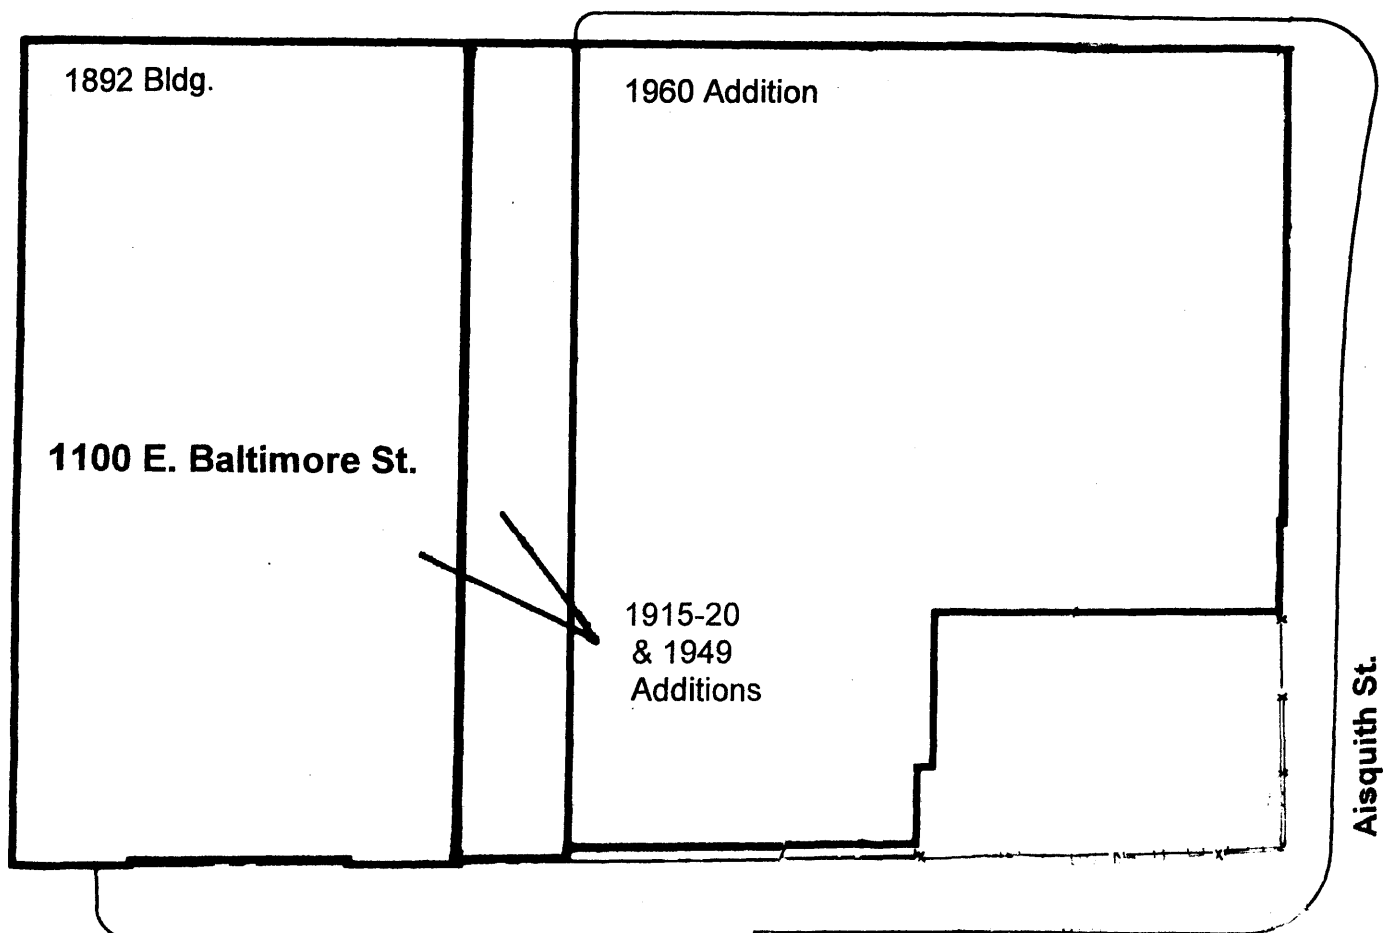 1892 Bldg.
1960 Addition
1100 E. Baltimore St.
1915-20
& 1949
Additions
Aisquith St.